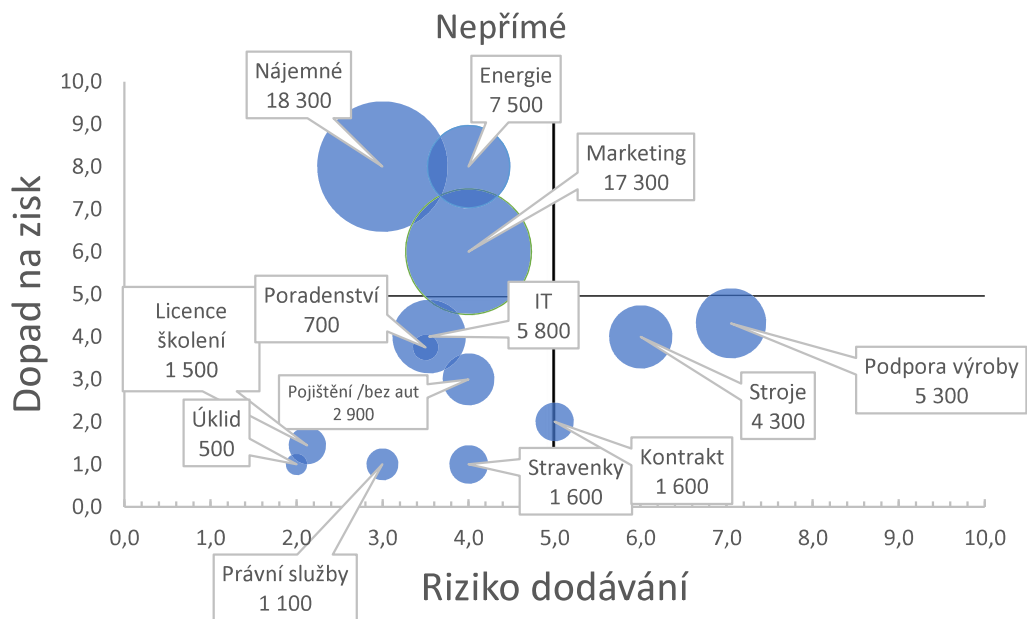 Nepřímé
Dopad na zisk
10,0
9,0
8,0
7,0
6,0
5,0
4,0
3,0
2,0
1,0
0,0
Nájemné
18 300
Energie
7 500
Marketing
17 300
Licence
školení
1 500
Poradenství
700
IT
5 800
Pojištění /bez aut
2 900
Úklid
500
Stroje
4 300
Podpora výroby
5 300
Stravenky
1 600
Kontrakt
1 600
Právní služby
1 100
0,0
1,0
2,0
3,0
4,0
5,0
6,0
7,0
8,0
9,0
10,0
Riziko dodávání